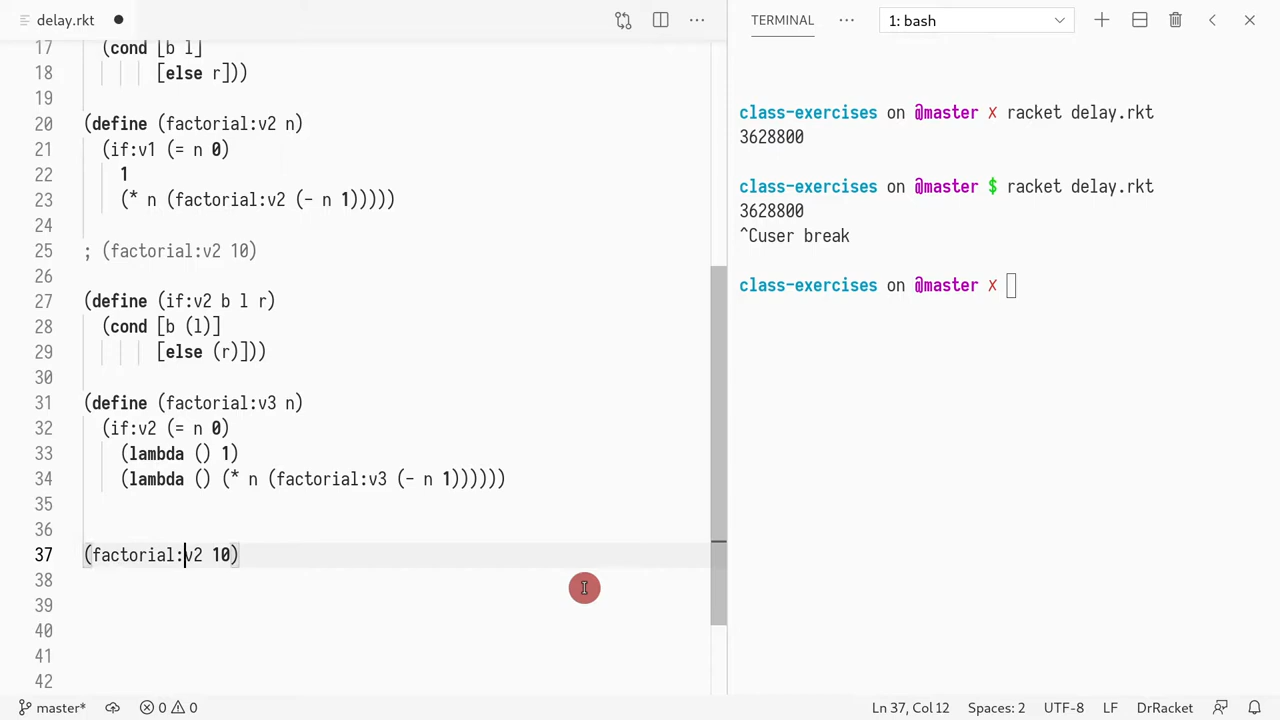 delay.rkt
17 (cond [b l]
18 [else r]))
19
20 (define (factorial:v2 n)
21 (if:v1 (= n 0)
22 1
23 (* n (factorial:v2 (- n 1)))))
24
25 ; (factorial:v2 10)
26
27 (define (if:v2 b l r)
28 (cond [b (l)]
29 [else (r)]))
30
31 (define (factorial:v3 n)
32 (if:v2 (= n 0)
33 (lambda () 1)
34 (lambda () (* n (factorial:v3 (- n 1))))))
35
36
37 (factorial:v2 10)
38
39
40
41
42
TERMINAL 1: bash
class-exercises on @master ✗ racket delay.rkt
3628800
class-exercises on @master $ racket delay.rkt
3628800
^Cuser break
class-exercises on @master ✗
master* 0 0 Ln 37, Col 12 Spaces: 2 UTF-8 LF DrRacket